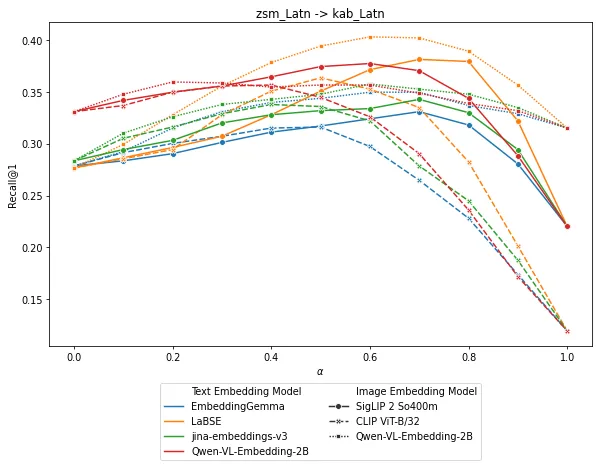 zsm_Latn -> kab_Latn
Recall@1
0.40
0.35
0.30
0.25
0.20
0.15
0.0
0.2
0.4
0.6
0.8
1.0
α
Text Embedding Model
EmbeddingGemma
LaBSE
jina-embeddings-v3
Qwen-VL-Embedding-2B
Image Embedding Model
SigLIP 2 So400m
CLIP ViT-B/32
Qwen-VL-Embedding-2B